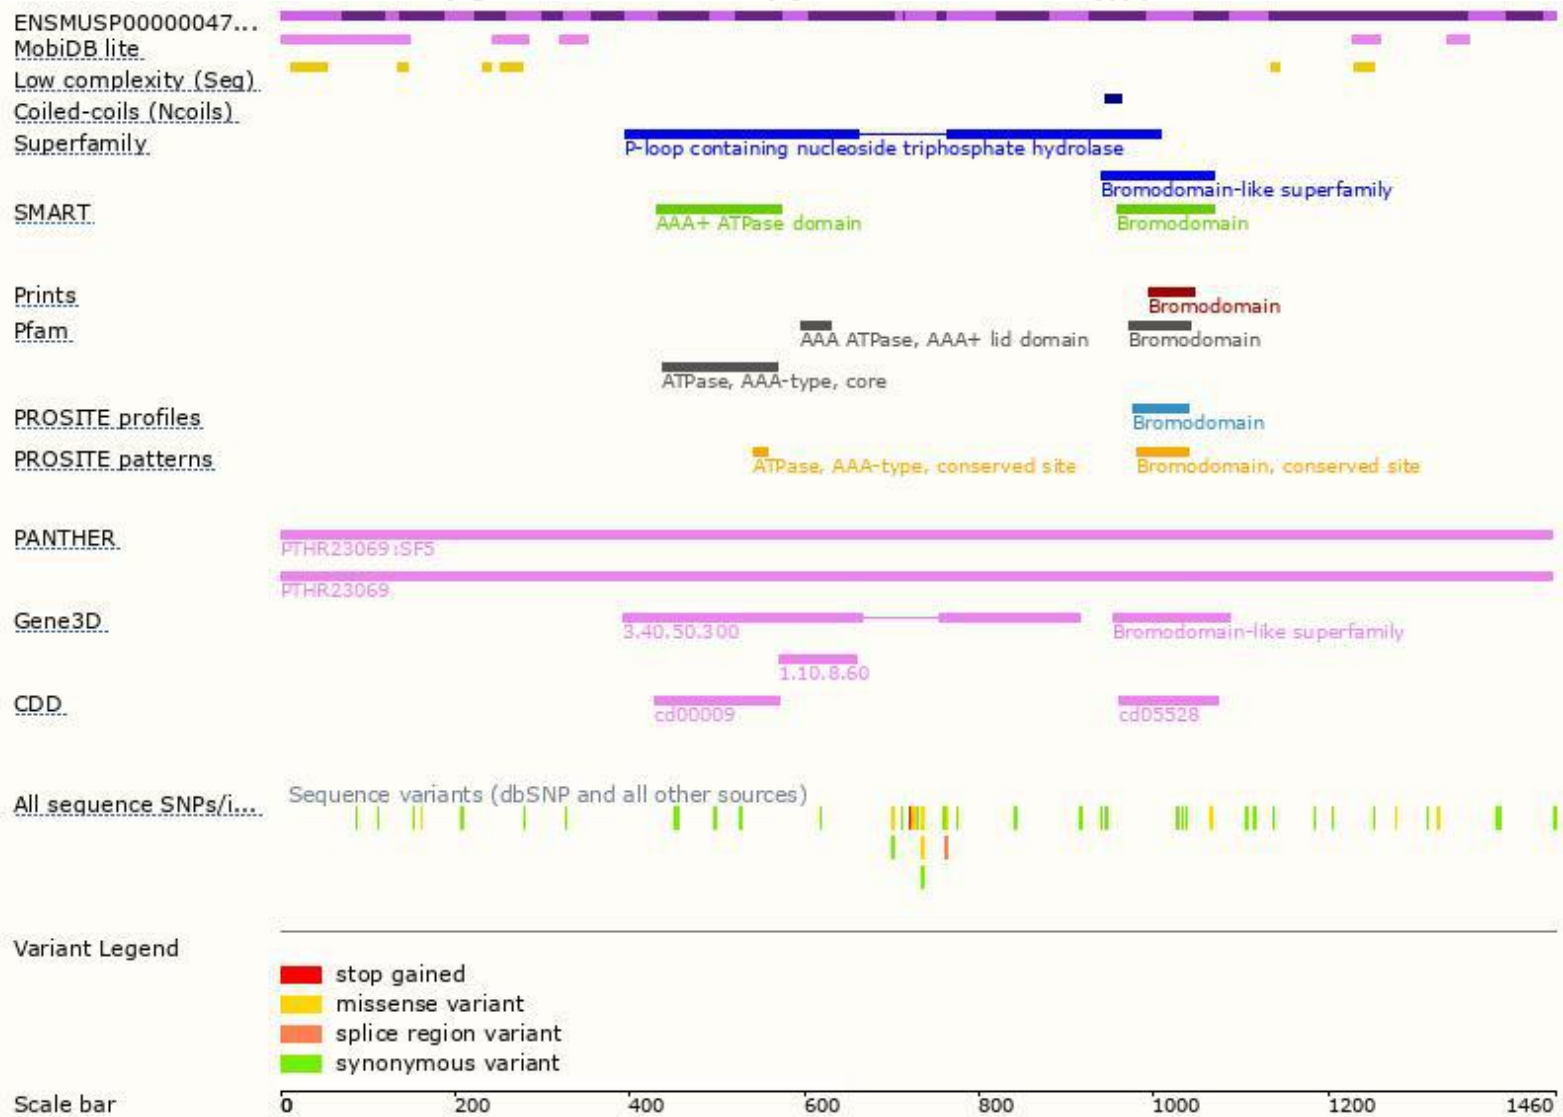 ENSMUSP00000047...
MobiDB lite
Low complexity (Seg)
Coiled-coils (Ncoils)
Superfamily
P-loop containing nucleoside triphosphate hydrolase
Bromodomain-like superfamily
SMART
AAA+ ATPase domain
Bromodomain
Prints
Bromodomain
Pfam
AAA ATPase, AAA+ lid domain
Bromodomain
ATPase, AAA-type, core
PROSITE profiles
Bromodomain
PROSITE patterns
ATPase, AAA-type, conserved site
Bromodomain, conserved site
PANTHER
PTHR23069:SF5
PTHR23069
Gene3D
3.40.50.300
Bromodomain-like superfamily
1.10.8.60
CDD
cd00009
cd05528
All sequence SNPs/i...
Sequence variants (dbSNP and all other sources)
Variant Legend
stop gained
missense variant
splice region variant
synonymous variant
Scale bar
0 200 400 600 800 1000 1200 1460